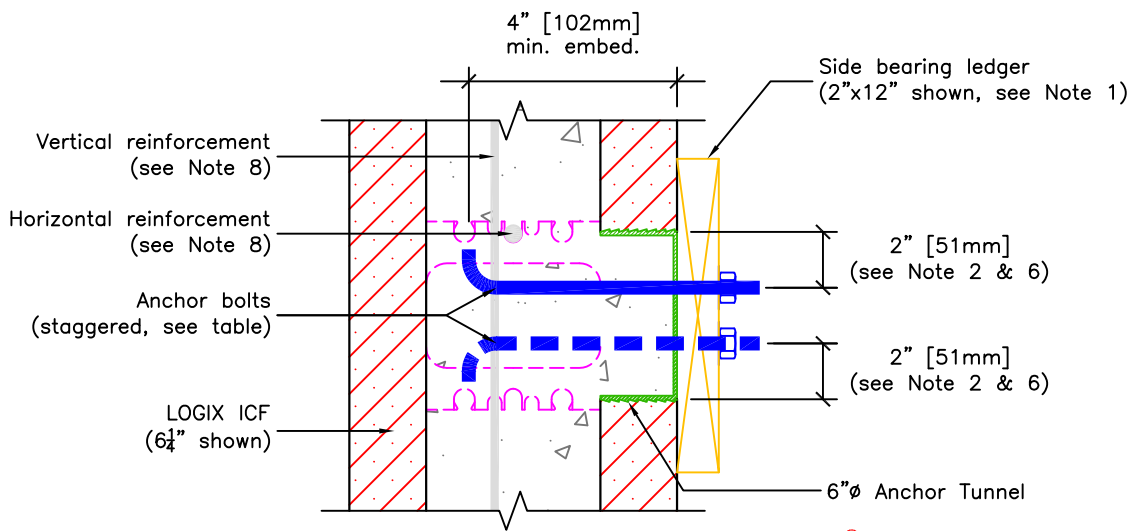 4” [102mm]
min. embed.
Side bearing ledger
(2”x12” shown, see Note 1)
Vertical reinforcement
(see Note 8)
Horizontal reinforcement
(see Note 8)
2” [51mm]
(see Note 2 & 6)
Anchor bolts
(staggered, see table)
2” [51mm]
(see Note 2 & 6)
LOGIX ICF
(6¼” shown)
6”ø Anchor Tunnel